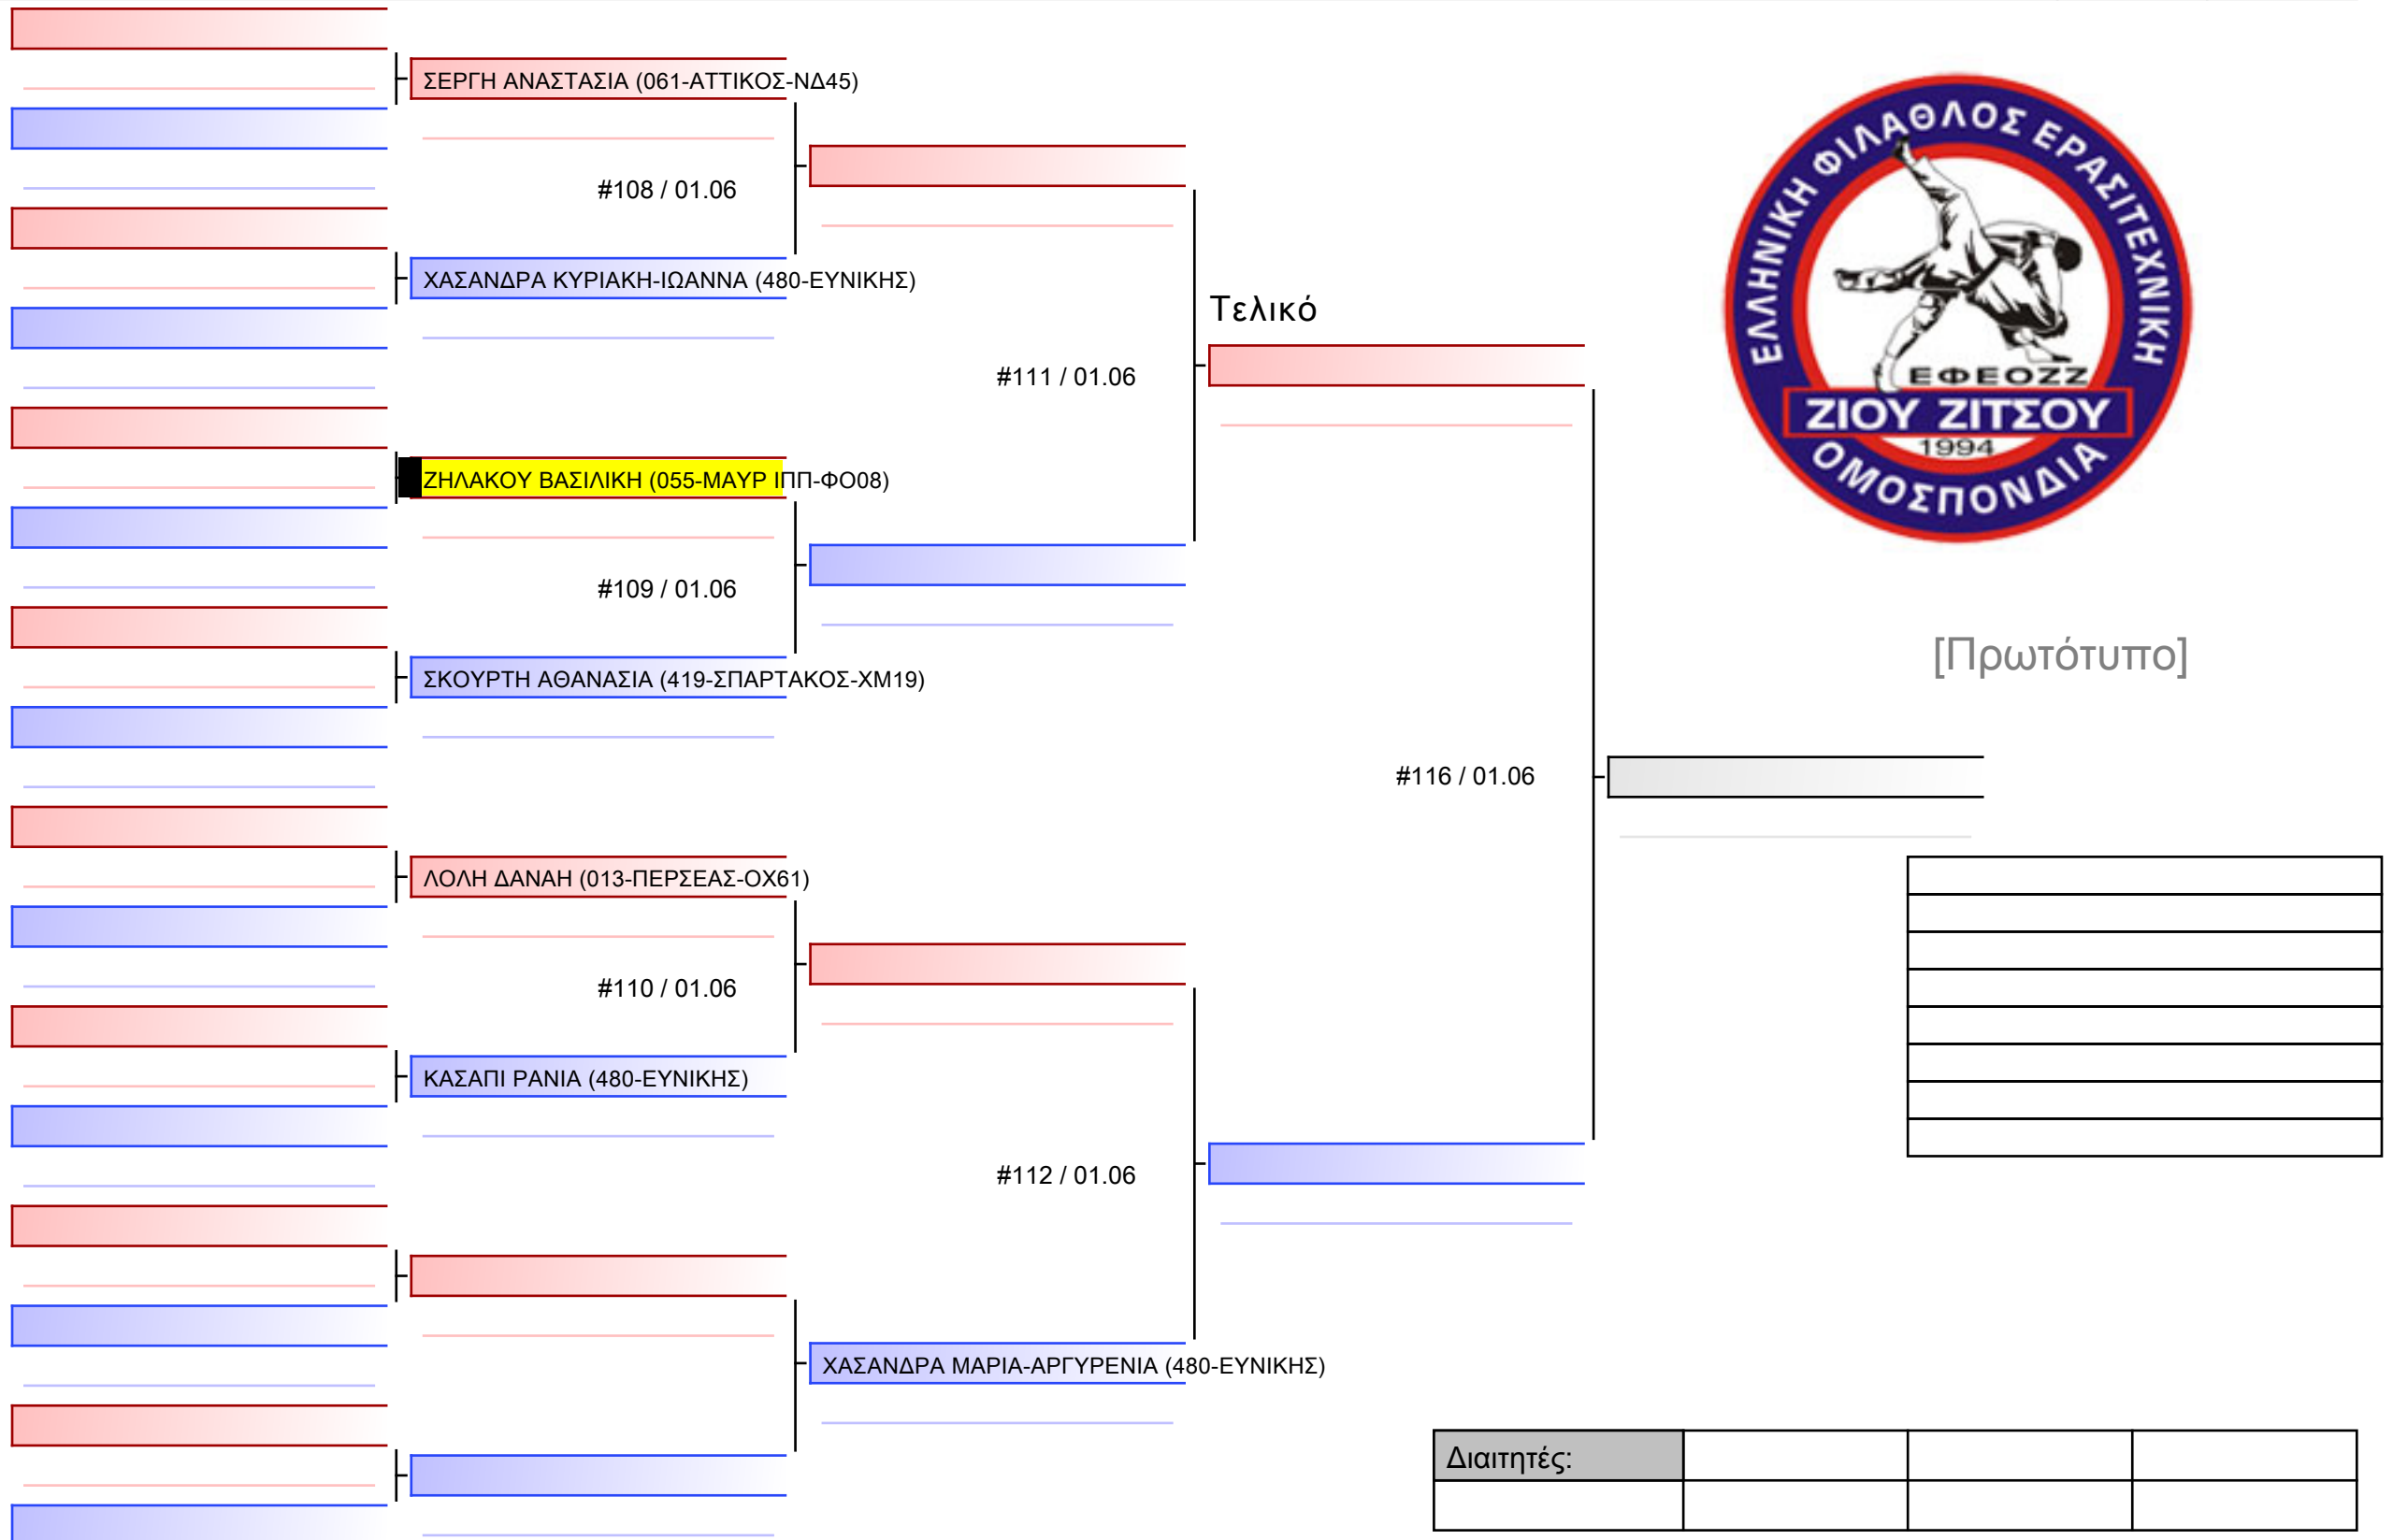 ΣΕΡΓΗ ΑΝΑΣΤΑΣΙΑ (061-ΑΤΤΙΚΟΣ-ΝΔ45)
#108 / 01.06
ΧΑΣΑΝΔΡΑ ΚΥΡΙΑΚΗ-ΙΩΑΝΝΑ (480-ΕΥΝΙΚΗΣ)
Τελικό
#111 / 01.06
ΖΗΛΑΚΟΥ ΒΑΣΙΛΙΚΗ (055-ΜΑΥΡ ΙΠΠ-ΦΟ08)
#109 / 01.06
ΣΚΟΥΡΤΗ ΑΘΑΝΑΣΙΑ (419-ΣΠΑΡΤΑΚΟΣ-ΧΜ19)
#116 / 01.06
ΛΟΛΗ ΔΑΝΑΗ (013-ΠΕΡΣΕΑΣ-ΟΧ61)
#110 / 01.06
ΚΑΣΑΠΙ ΡΑΝΙΑ (480-ΕΥΝΙΚΗΣ)
#112 / 01.06
ΧΑΣΑΝΔΡΑ ΜΑΡΙΑ-ΑΡΓΥΡΕΝΙΑ (480-ΕΥΝΙΚΗΣ)
ΕΛΛΗΝΙΚΗ ΦΙΛΑΘΛΟΣ ΕΡΑΣΙΤΕΧΝΙΚΗ
ΕΦΕΟΖΖ
ΖΙΟΥ ΖΙΤΣΟΥ
1994
ΟΜΟΣΠΟΝΔΙΑ
[Πρωτότυπο]
Διαιτητές: